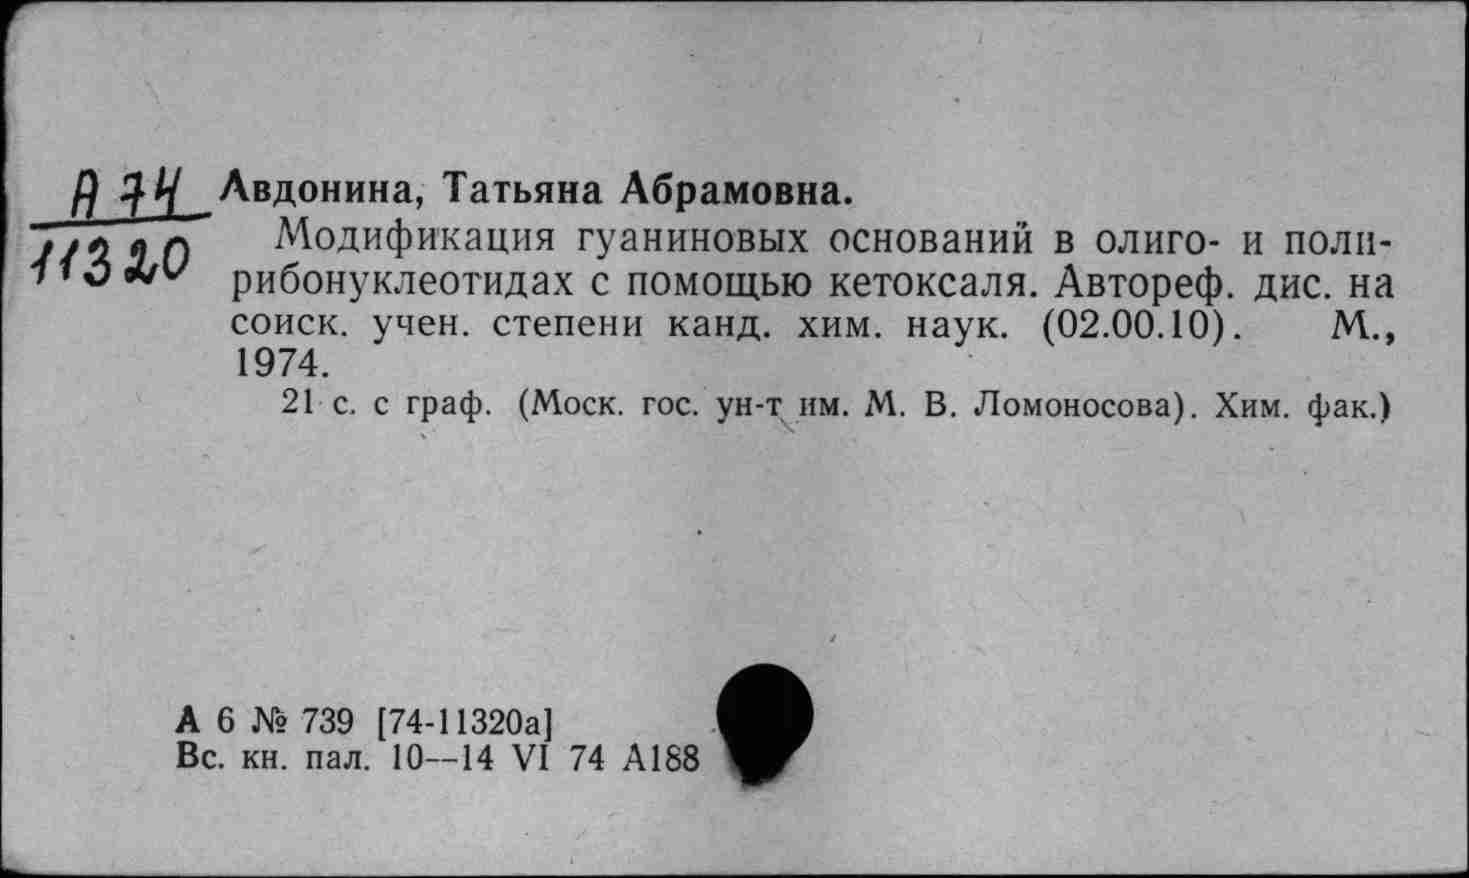 А 74
11320
Авдонина, Татьяна Абрамовна.
Модификация гуаниновых оснований в олиго- и поли-
рибонуклеотидах с помощью кетоксаля. Автореф. дис. на
соиск. учен. степени канд. хим. наук. (02.00.10). М.,
1974.
21 с. с граф. (Моск. гос. ун-т им. М. В. Ломоносова). Хим. фак.)
А 6 № 739 [74-11320а]
Вс. кн. пал. 10—14 VI 74 А188